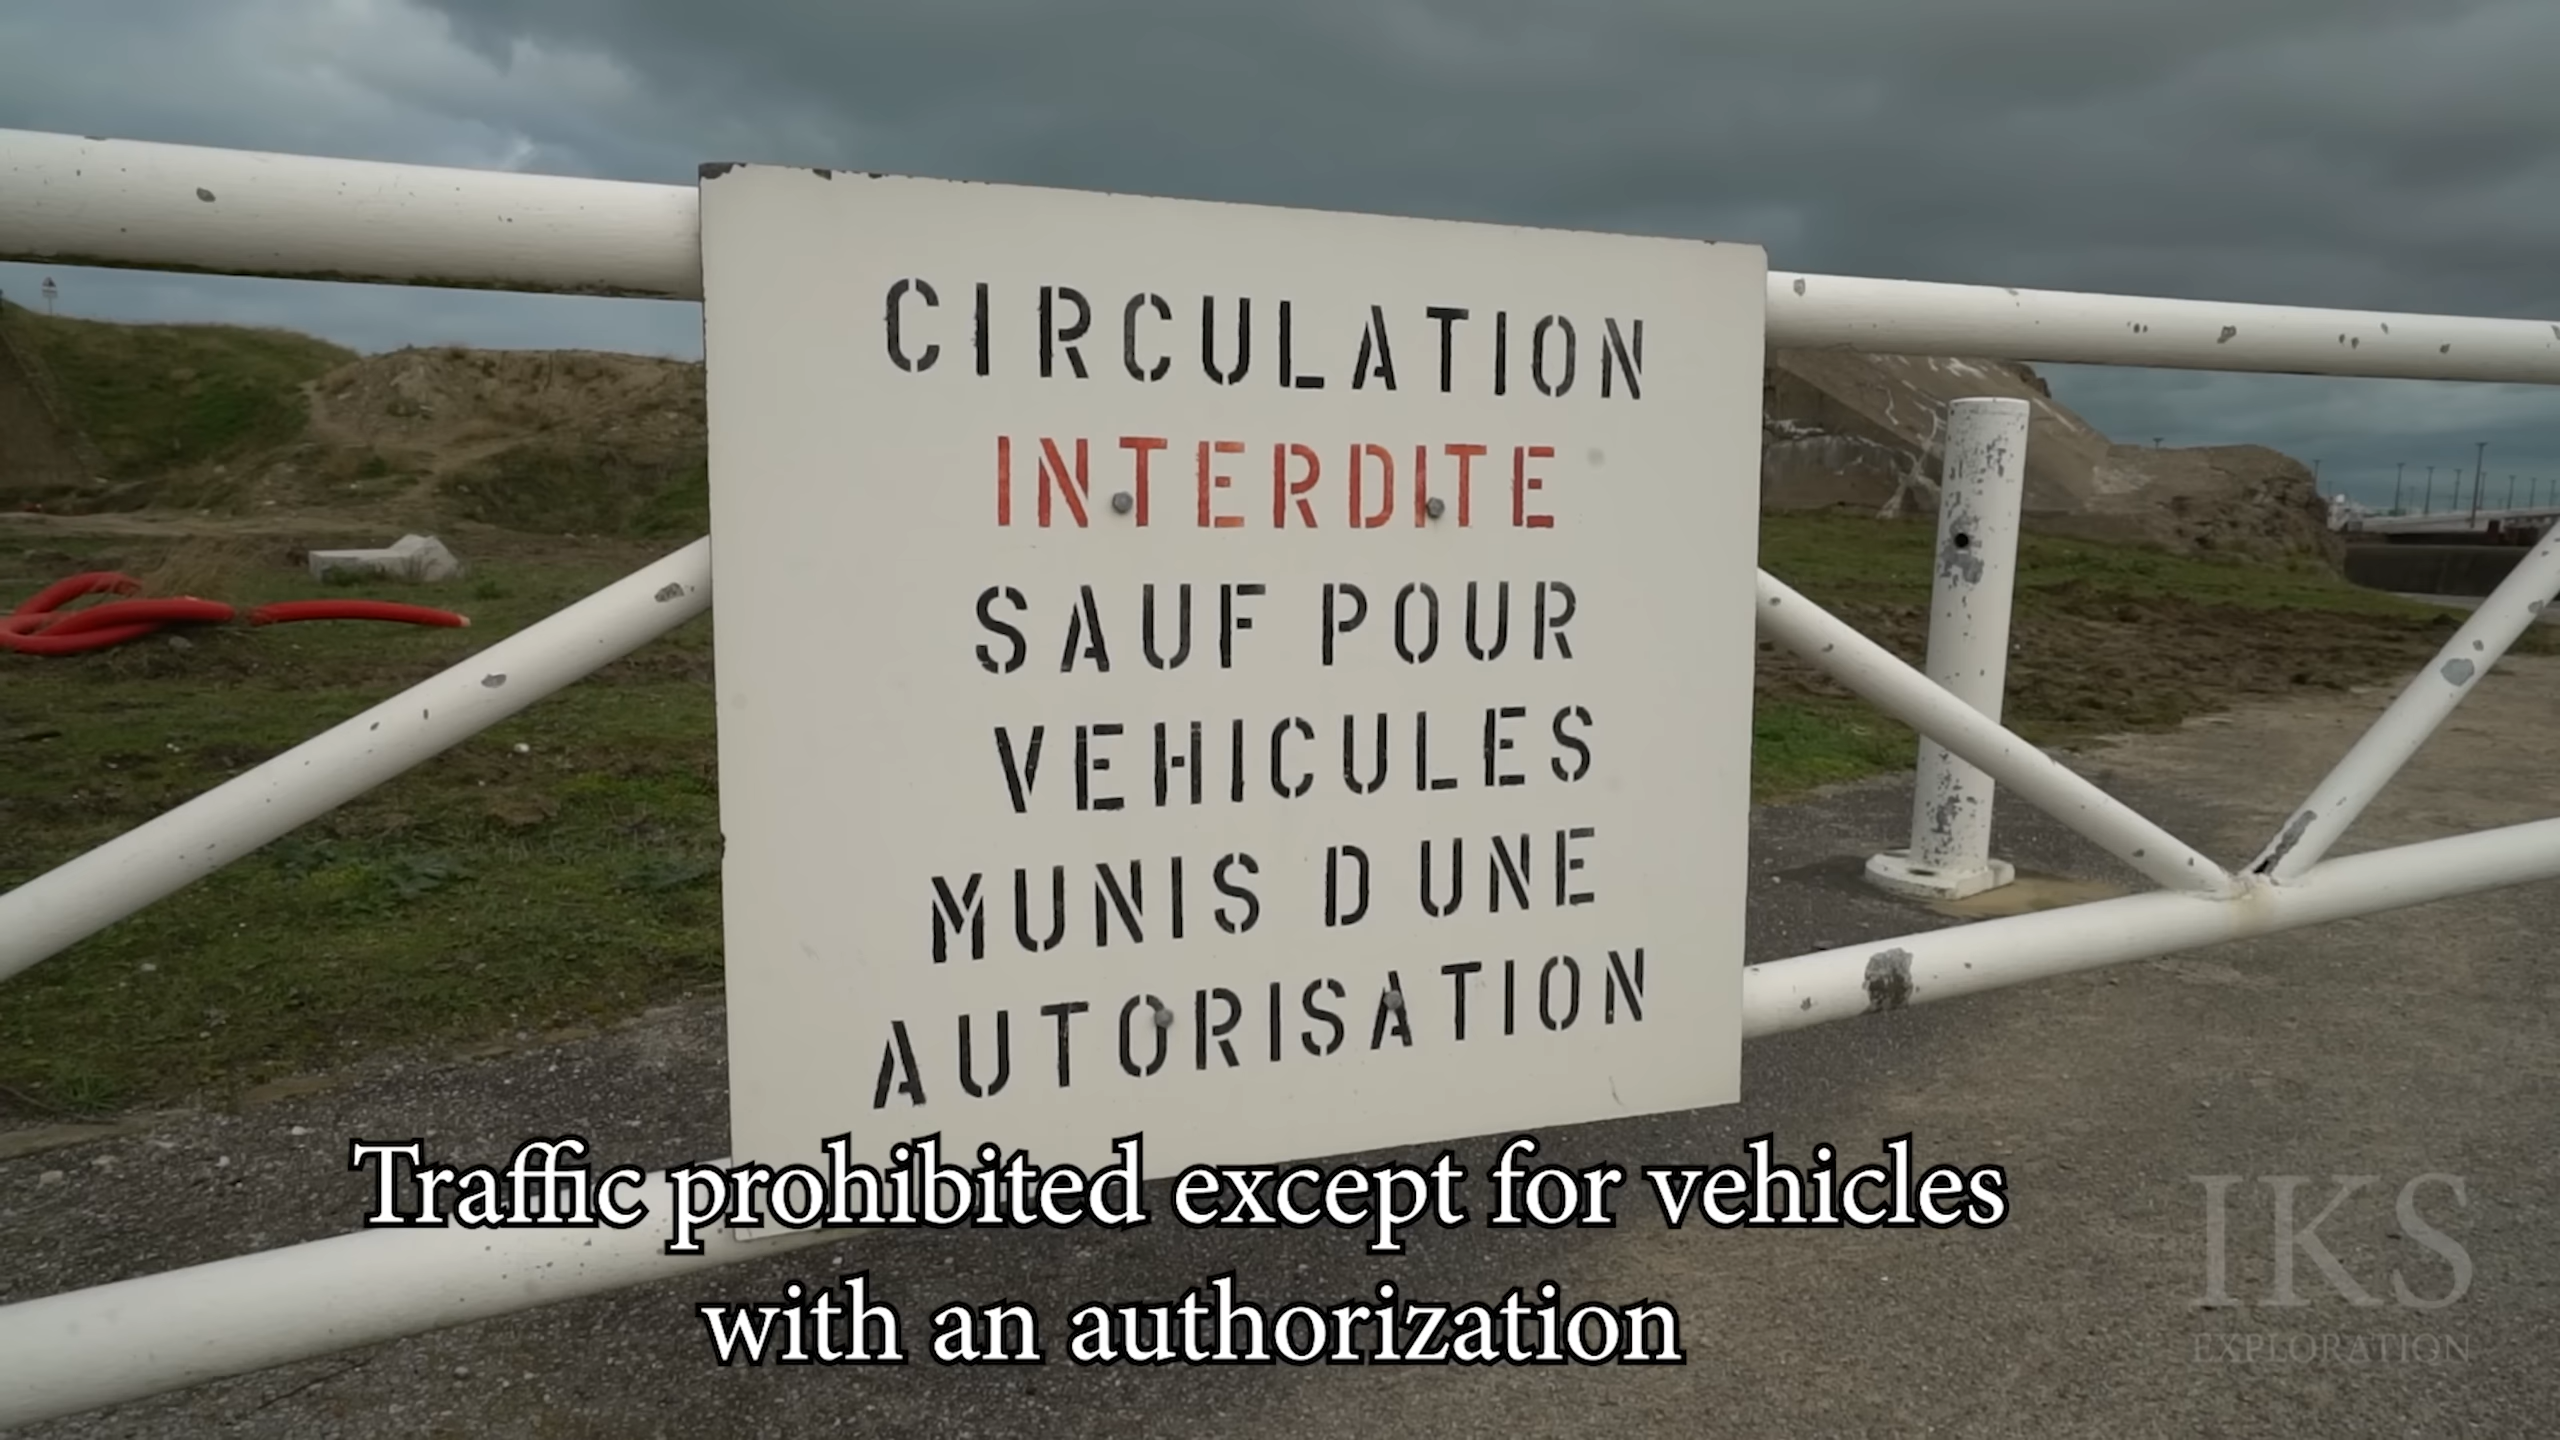 CIRCULATION
INTERDITE
SAUF POUR
VEHICULES
MUNIS D UNE
AUTORISATION
Traffic prohibited except for vehicles
with an authorization
IKS
EXPLORATION